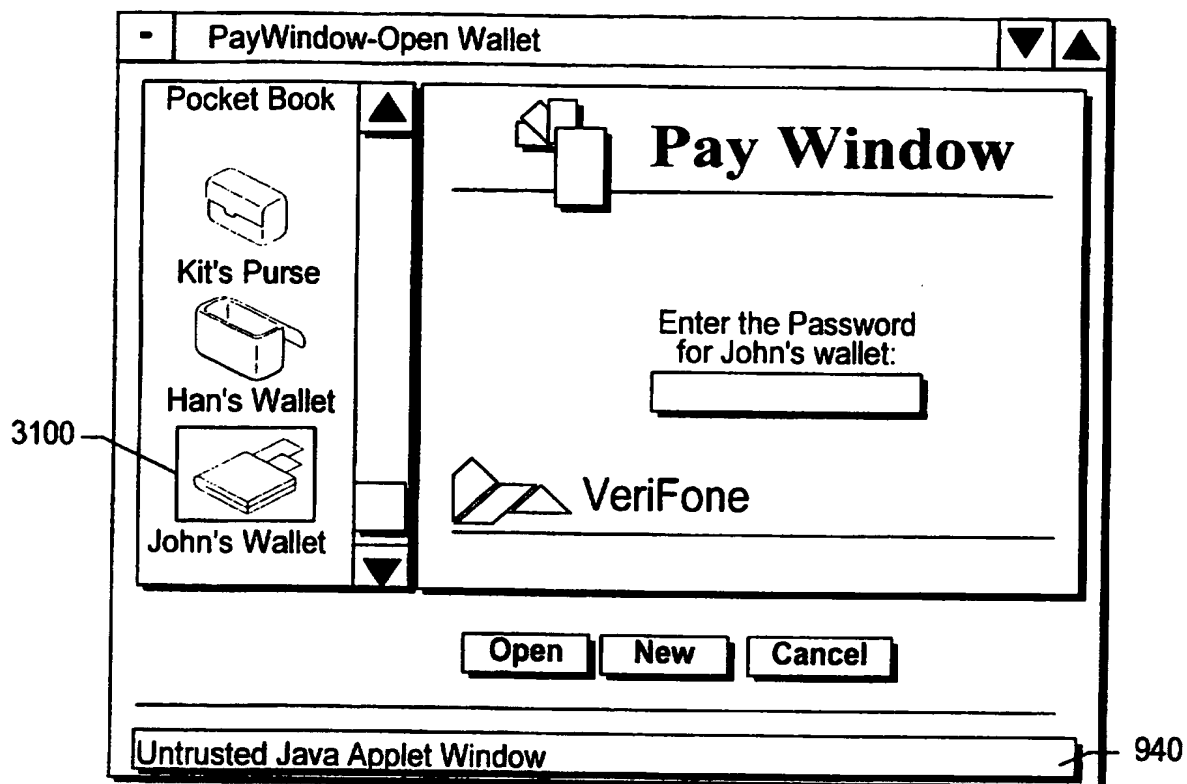 PayWindow-Open Wallet
Pocket Book
Kit's Purse
Han's Wallet
3100
John's Wallet
Pay Window
Enter the Password
for John's wallet:
VeriFone
Open New Cancel
Untrusted Java Applet Window
940